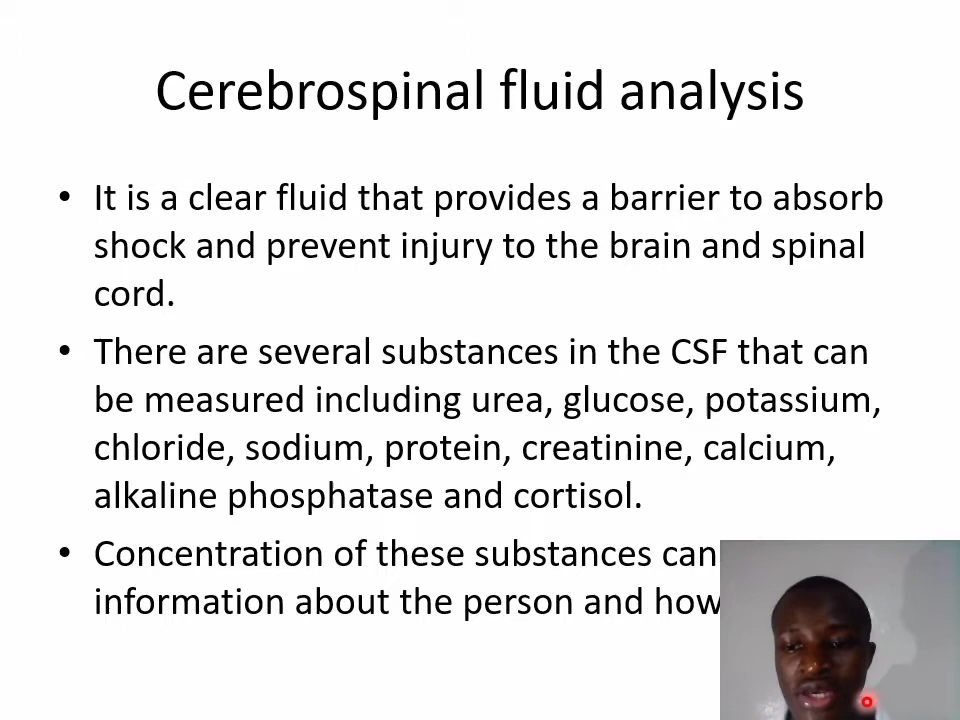 Cerebrospinal fluid analysis
• It is a clear fluid that provides a barrier to absorb
shock and prevent injury to the brain and spinal
cord.
• There are several substances in the CSF that can
be measured including urea, glucose, potassium,
chloride, sodium, protein, creatinine, calcium,
alkaline phosphatase and cortisol.
• Concentration of these substances can
information about the person and how